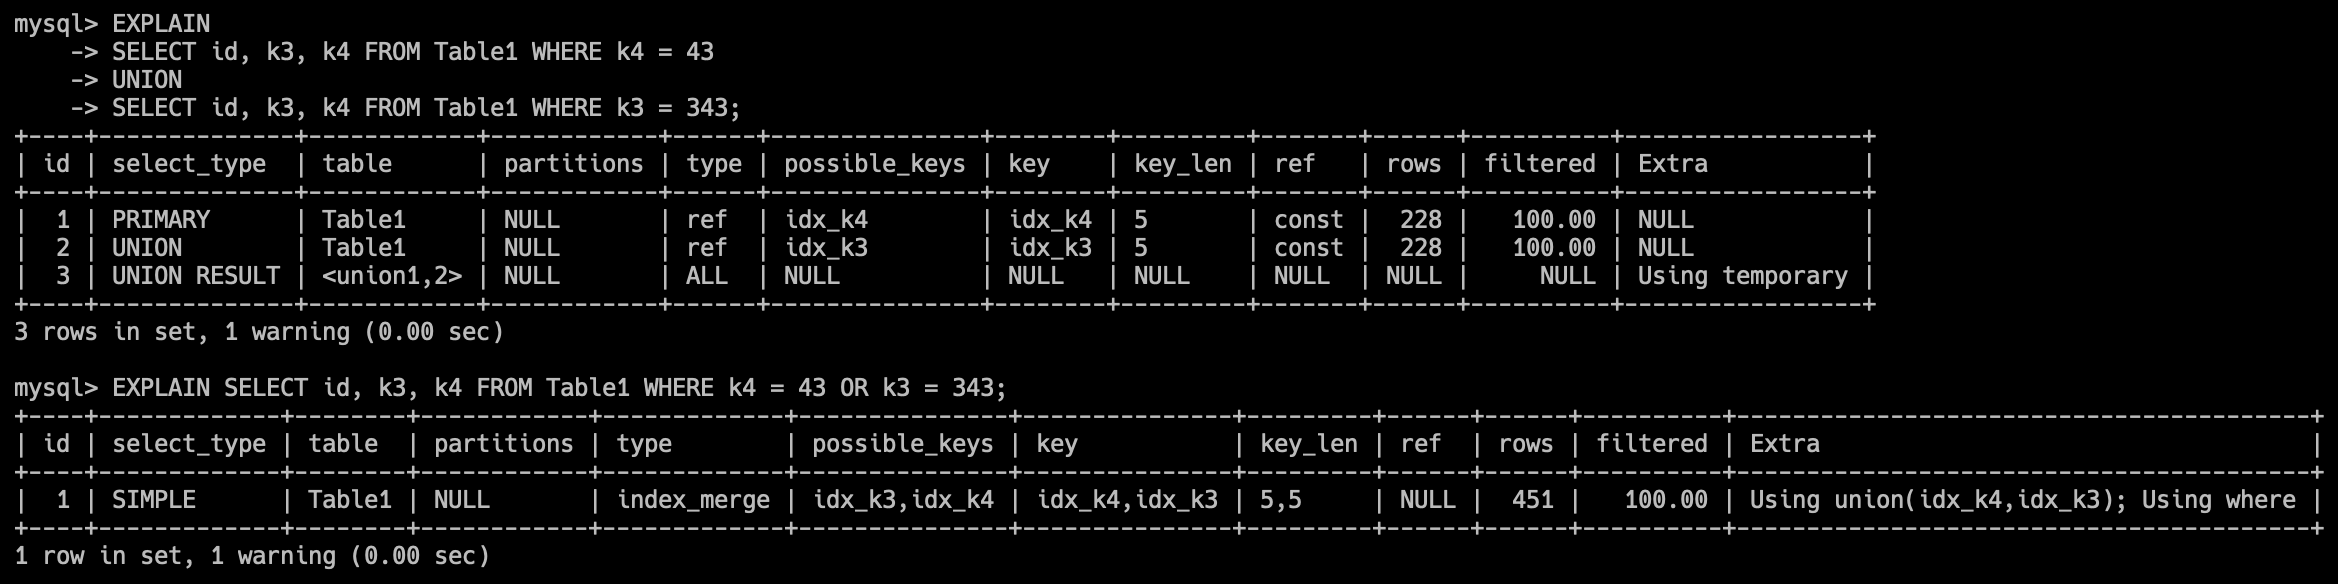 mysql> EXPLAIN
    -> SELECT id, k3, k4 FROM Table1 WHERE k4 = 43
    -> UNION
    -> SELECT id, k3, k4 FROM Table1 WHERE k3 = 343;
+----+--------------+------------+------------+------+---------------+--------+---------+-------+------+----------+-----------------+
| id | select_type  | table      | partitions | type | possible_keys | key    | key_len | ref   | rows | filtered | Extra           |
+----+--------------+------------+------------+------+---------------+--------+---------+-------+------+----------+-----------------+
|  1 | PRIMARY      | Table1     | NULL       | ref  | idx_k4        | idx_k4 | 5       | const |  228 |   100.00 | NULL            |
|  2 | UNION        | Table1     | NULL       | ref  | idx_k3        | idx_k3 | 5       | const |  228 |   100.00 | NULL            |
|  3 | UNION RESULT | <union1,2> | NULL       | ALL  | NULL          | NULL   | NULL    | NULL  | NULL |     NULL | Using temporary |
+----+--------------+------------+------------+------+---------------+--------+---------+-------+------+----------+-----------------+
3 rows in set, 1 warning (0.00 sec)

mysql> EXPLAIN SELECT id, k3, k4 FROM Table1 WHERE k4 = 43 OR k3 = 343;
+----+-------------+--------+------------+-------------+---------------+---------------+---------+------+------+----------+-----------------------------------------+
| id | select_type | table  | partitions | type        | possible_keys | key           | key_len | ref  | rows | filtered | Extra                                   |
+----+-------------+--------+------------+-------------+---------------+---------------+---------+------+------+----------+-----------------------------------------+
|  1 | SIMPLE      | Table1 | NULL       | index_merge | idx_k3,idx_k4 | idx_k4,idx_k3 | 5,5     | NULL |  451 |   100.00 | Using union(idx_k4,idx_k3); Using where |
+----+-------------+--------+------------+-------------+---------------+---------------+---------+------+------+----------+-----------------------------------------+
1 row in set, 1 warning (0.00 sec)